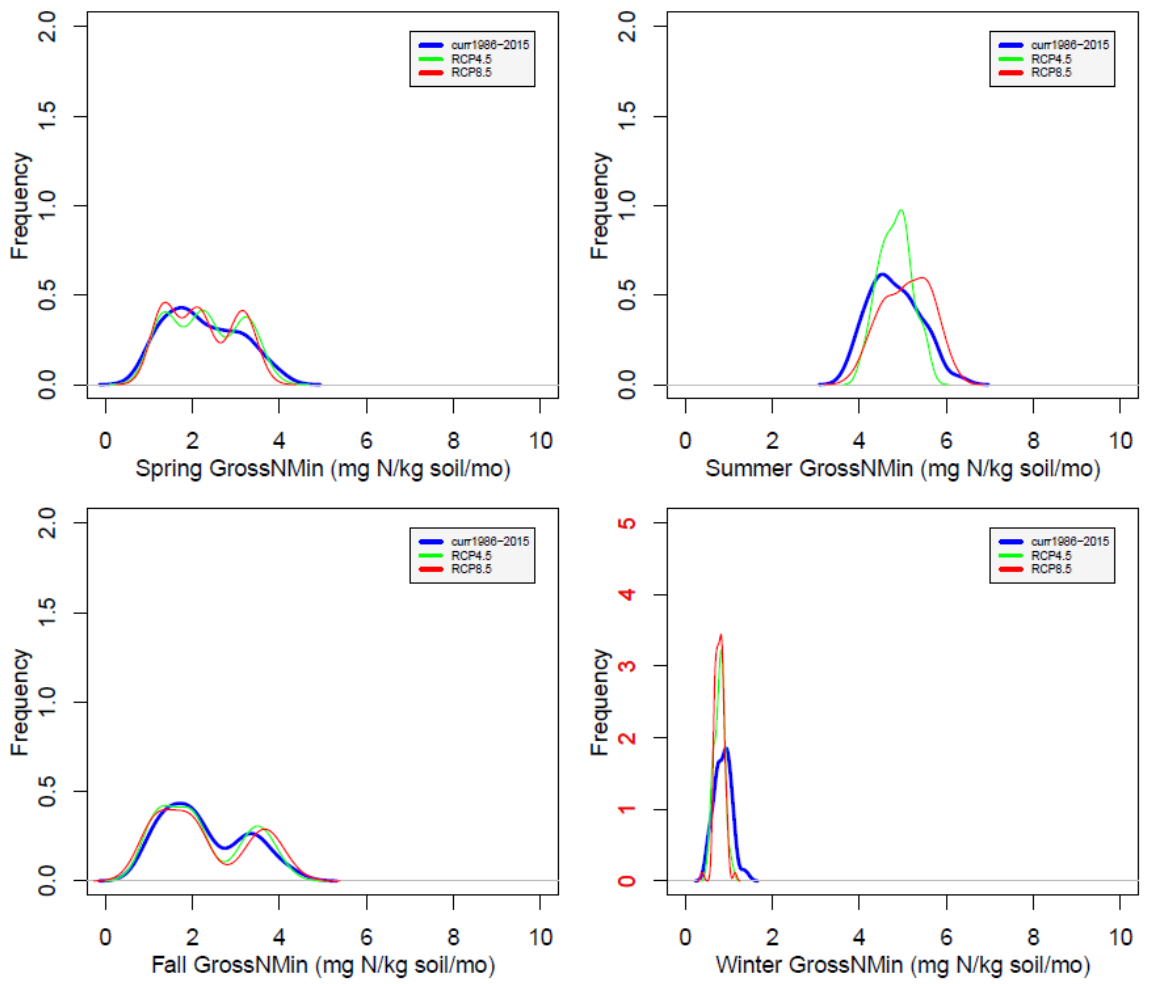 2.0
1.5
1.0
0.5
0.0
Frequency
curr1986-2015
RCP4.5
RCP8.5
0 2 4 6 8 10
Spring GrossNMin (mg N/kg soil/mo)
2.0
1.5
1.0
0.5
0.0
Frequency
curr1986-2015
RCP4.5
RCP8.5
0 2 4 6 8 10
Summer GrossNMin (mg N/kg soil/mo)
2.0
1.5
1.0
0.5
0.0
Frequency
curr1986-2015
RCP4.5
RCP8.5
0 2 4 6 8 10
Fall GrossNMin (mg N/kg soil/mo)
5
4
3
2
1
0
Frequency
curr1986-2015
RCP4.5
RCP8.5
0 2 4 6 8 10
Winter GrossNMin (mg N/kg soil/mo)